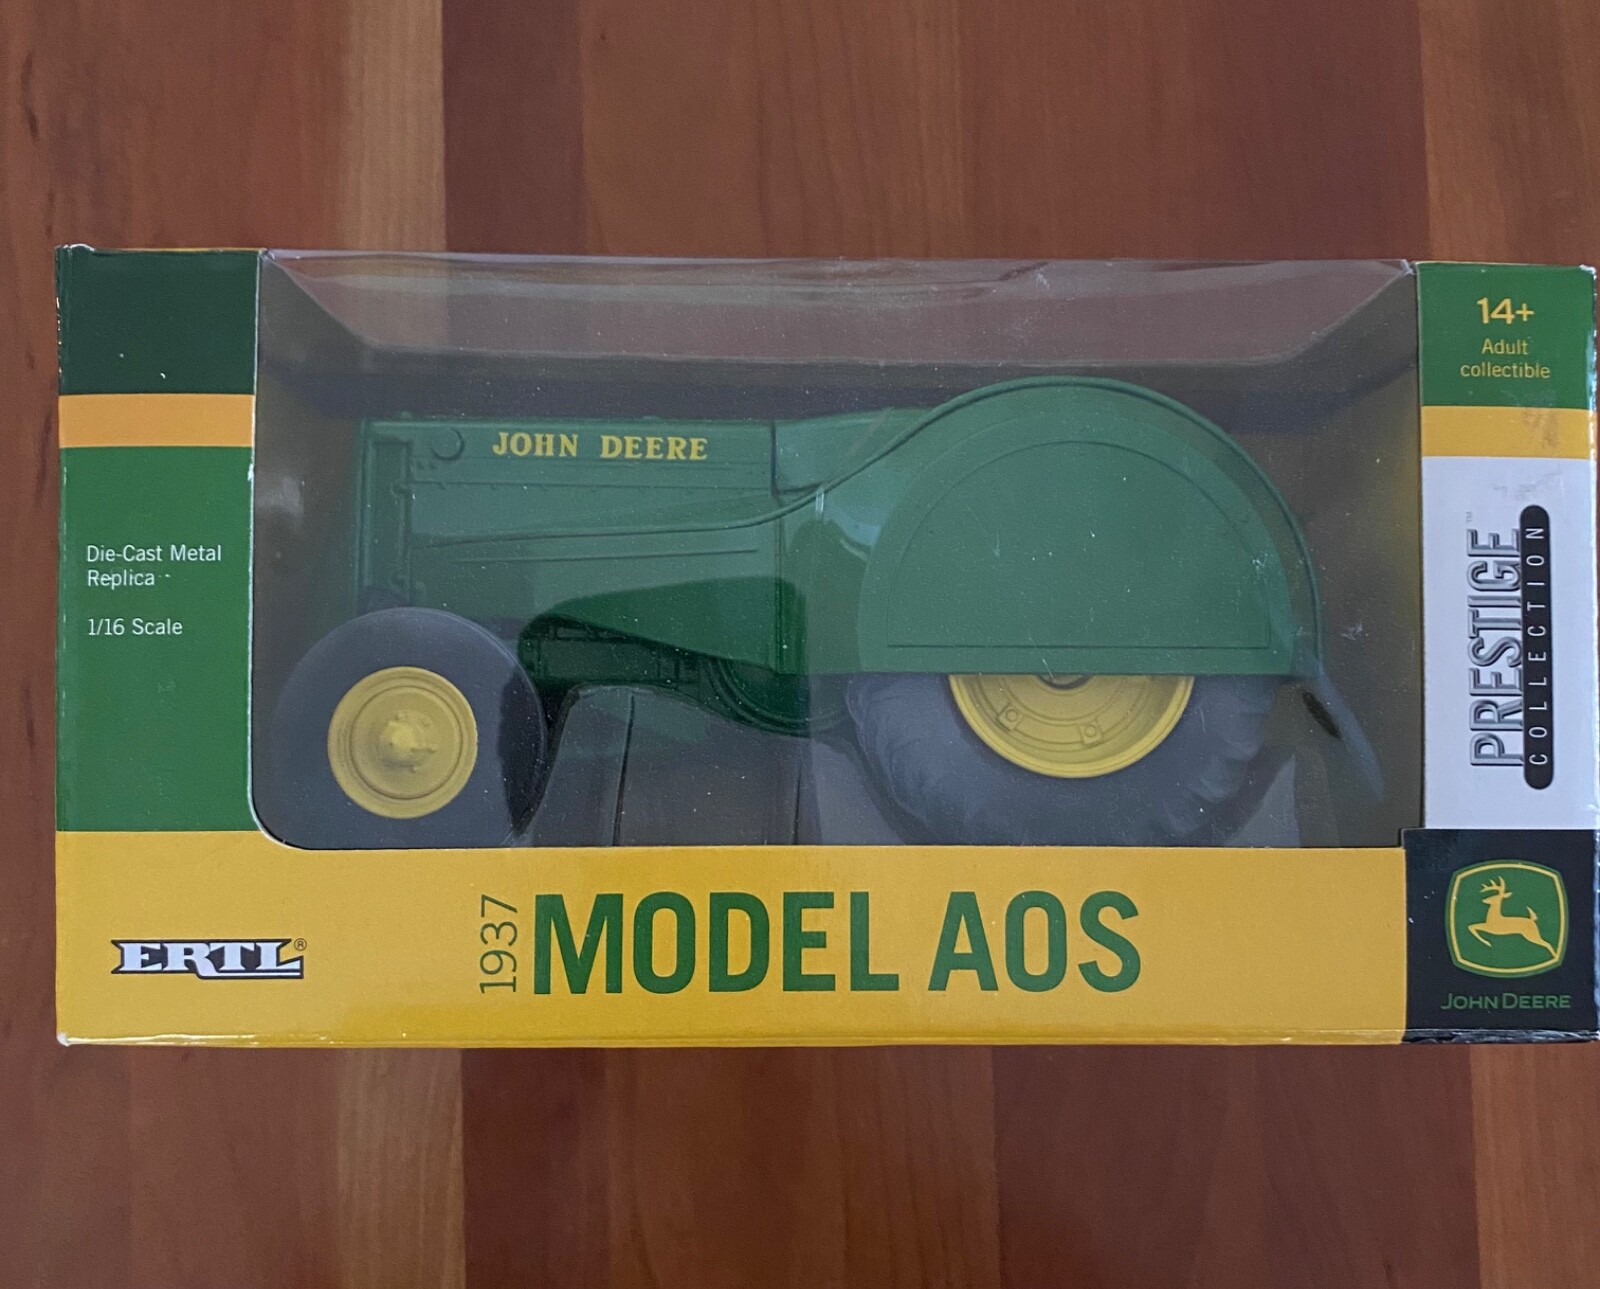 14+
Adult
collectible
JOHN DEERE
Die-Cast Metal
Replica
1/16 Scale
PRESTIGE™
COLLECTION
ERTL®
1937
MODEL AOS
JOHN DEERE